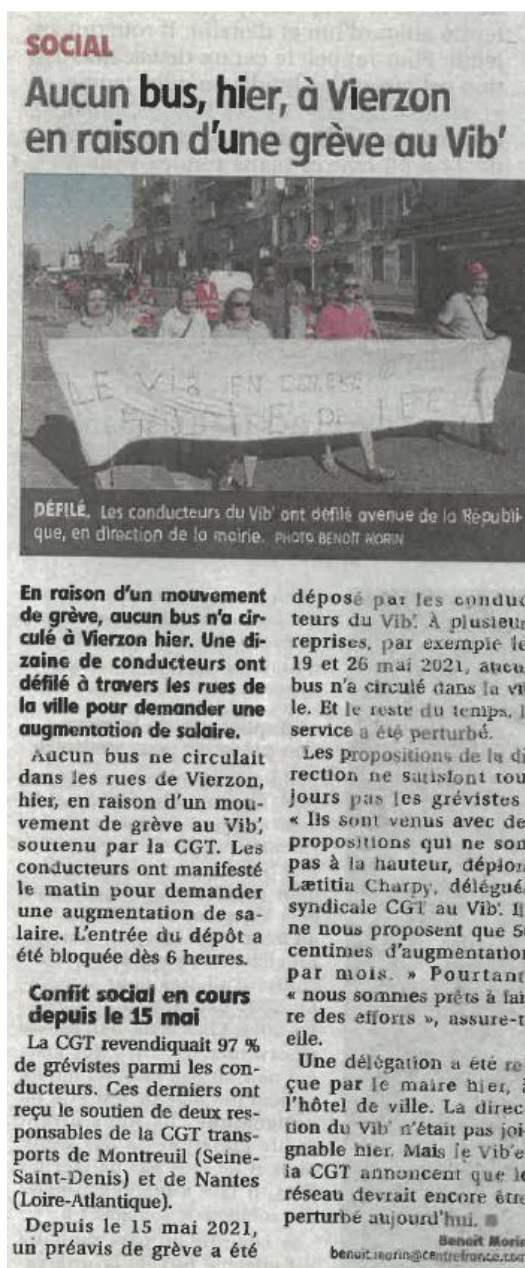 SOCIAL
Aucun bus, hier, à Vierzon
en raison d'une grève au Vib'
LE Vib EN
DÉFILÉ. Les conducteurs du Vib' ont défilé avenue de la Républi-
que, en direction de la mairie. PHOTO BENOÎT MORIN
En raison d'un mouvement
de grève, aucun bus n'a cir-
culé à Vierzon hier. Une di-
zaine de conducteurs ont
défilé à travers les rues de
la ville pour demander une
augmentation de salaire.
Aucun bus ne circulait
dans les rues de Vierzon,
hier, en raison d'un mou-
vement de grève au Vib',
soutenu par la CGT. Les
conducteurs ont manifesté
le matin pour demander
une augmentation de sa-
laire. L'entrée du dépôt a
été bloquée dès 6 heures.
Confit social en cours
depuis le 15 mai
La CGT revendiquait 97 %
de grévistes parmi les con-
ducteurs. Ces derniers ont
reçu le soutien de deux res-
ponsables de la CGT trans-
ports de Montreuil (Seine-
Saint-Denis) et de Nantes
(Loire-Atlantique).
Depuis le 15 mai 2021,
un préavis de grève a été
déposé par les conduc
teurs du Vib'. À plusieur
reprises, par exemple le
19 et 26 mai 2021, aucu
bus n'a circulé dans la vil
le. Et le reste du temps, l
service a été perturbé.
Les propositions de la di
rection ne satisfont tou
jours pas les grévistes
« Ils sont venus avec de
propositions qui ne son
pas à la hauteur, déplor
Lætitia Charpy, délégué
syndicale CGT au Vib'. Il
ne nous proposent que 50
centimes d'augmentation
par mois. » Pourtant
« nous sommes prêts à fai
re des efforts », assure-t
elle.
Une délégation a été re
çue par le maire hier, à
l'hôtel de ville. La direc
tion du Vib' n'était pas joi
gnable hier. Mais le Vib' e
la CGT annoncent que le
réseau devrait encore être
perturbé aujourd'hui.
Benoit Morin
benoit.morin@centrefrance.com